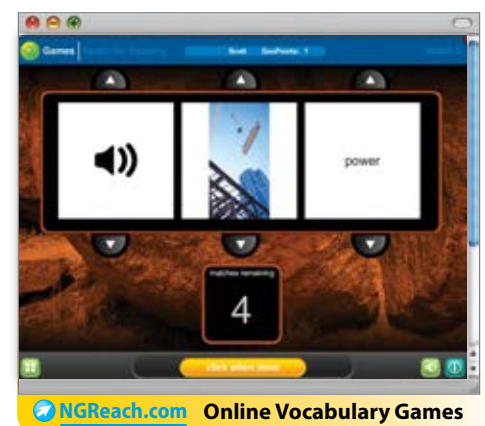 Games
Scott GeoPoints: 1
power
matches remaining
4
click when done
NGReach.com Online Vocabulary Games